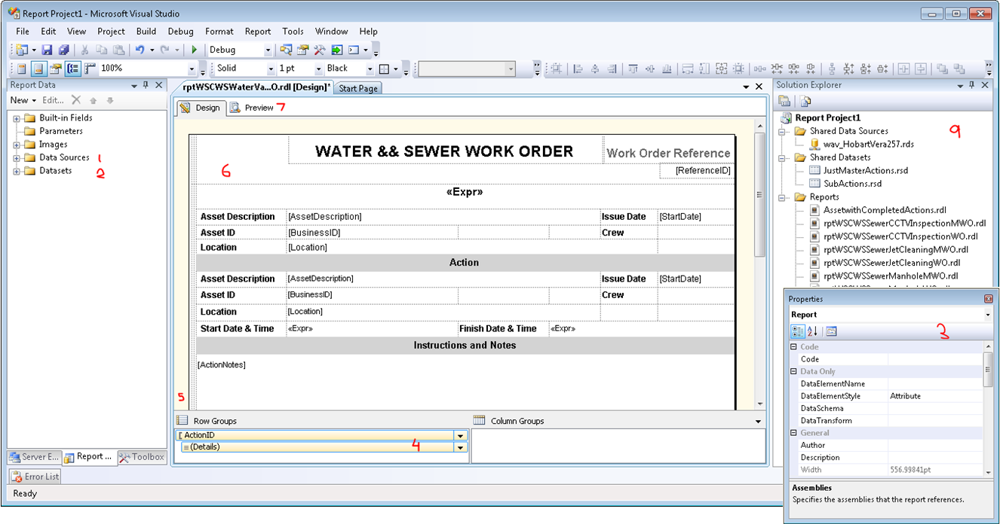 Report Project1 - Microsoft Visual Studio
File Edit View Project Build Debug Format Report Tools Window Help
Debug
100% Solid 1 pt Black
Report Data
New Edit...
Built-in Fields
Parameters
Images
Data Sources 1
Datasets 2
Server E... Report ... Toolbox
Error List
Ready
rptWSCWSWaterVa...O.rdl [Design]* Start Page
Design Preview 7
6
WATER && SEWER WORK ORDER Work Order Reference
[ReferenceID]
«Expr»
Asset Description [AssetDescription] Issue Date [StartDate]
Asset ID [BusinessID] Crew
Location [Location]
Action
Asset Description [AssetDescription] Issue Date [StartDate]
Asset ID [BusinessID] Crew
Location [Location]
Start Date & Time «Expr» Finish Date & Time «Expr»
Instructions and Notes
[ActionNotes]
5
Row Groups Column Groups
[ ActionID
(Details) 4
Solution Explorer
Report Project1
Shared Data Sources 9
wav_HobartVera257.rds
Shared Datasets
JustMasterActions.rsd
SubActions.rsd
Reports
AssetwithCompletedActions.rdl
rptWSCWSSewerCCTVInspectionMWO.rdl
rptWSCWSSewerCCTVInspectionWO.rdl
rptWSCWSSewerJetCleaningMWO.rdl
rptWSCWSSewerJetCleaningWO.rdl
rptWSCWSSewerManholeMWO.rdl
Properties
Report
3
Code
Code
Data Only
DataElementName
DataElementStyle Attribute
DataSchema
DataTransform
General
Author
Description
Width 556.99841pt
Assemblies
Specifies the assemblies that the report references.